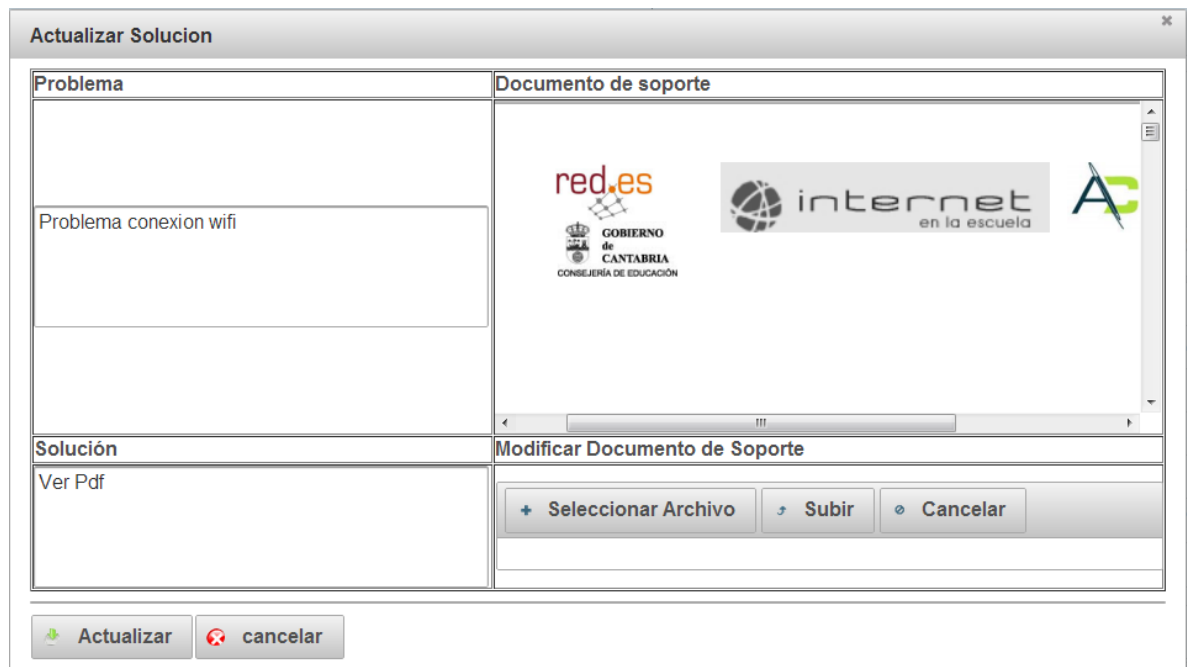 Actualizar Solucion
Problema
Documento de soporte
Problema conexion wifi
red.es
GOBIERNO
de
CANTABRIA
CONSEJERÍA DE EDUCACIÓN
internet
en la escuela
AC
Solución
Modificar Documento de Soporte
Ver Pdf
Seleccionar Archivo
Subir
Cancelar
Actualizar
cancelar